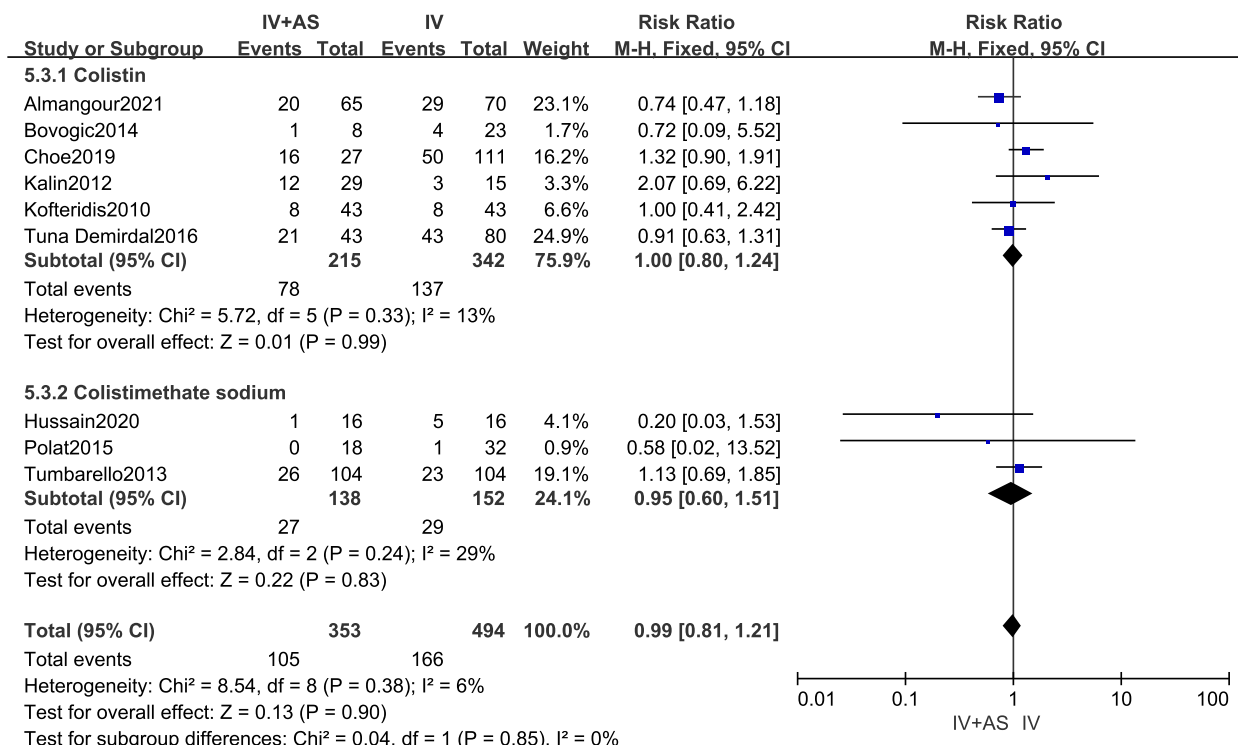 IV+AS IV Risk Ratio Risk Ratio
Study or Subgroup Events Total Events Total Weight M-H, Fixed, 95% CI M-H, Fixed, 95% CI
5.3.1 Colistin
Almangour2021 20 65 29 70 23.1% 0.74 [0.47, 1.18]
Bovogic2014 1 8 4 23 1.7% 0.72 [0.09, 5.52]
Choe2019 16 27 50 111 16.2% 1.32 [0.90, 1.91]
Kalin2012 12 29 3 15 3.3% 2.07 [0.69, 6.22]
Kofteridis2010 8 43 8 43 6.6% 1.00 [0.41, 2.42]
Tuna Demirdal2016 21 43 43 80 24.9% 0.91 [0.63, 1.31]
Subtotal (95% CI) 215 342 75.9% 1.00 [0.80, 1.24]
Total events 78 137
Heterogeneity: Chi² = 5.72, df = 5 (P = 0.33); I² = 13%
Test for overall effect: Z = 0.01 (P = 0.99)
5.3.2 Colistimethate sodium
Hussain2020 1 16 5 16 4.1% 0.20 [0.03, 1.53]
Polat2015 0 18 1 32 0.9% 0.58 [0.02, 13.52]
Tumbarello2013 26 104 23 104 19.1% 1.13 [0.69, 1.85]
Subtotal (95% CI) 138 152 24.1% 0.95 [0.60, 1.51]
Total events 27 29
Heterogeneity: Chi² = 2.84, df = 2 (P = 0.24); I² = 29%
Test for overall effect: Z = 0.22 (P = 0.83)
Total (95% CI) 353 494 100.0% 0.99 [0.81, 1.21]
Total events 105 166
Heterogeneity: Chi² = 8.54, df = 8 (P = 0.38); I² = 6%
Test for overall effect: Z = 0.13 (P = 0.90)
Test for subgroup differences: Chi² = 0.04, df = 1 (P = 0.85), I² = 0%
0.01 0.1 1 10 100
IV+AS IV